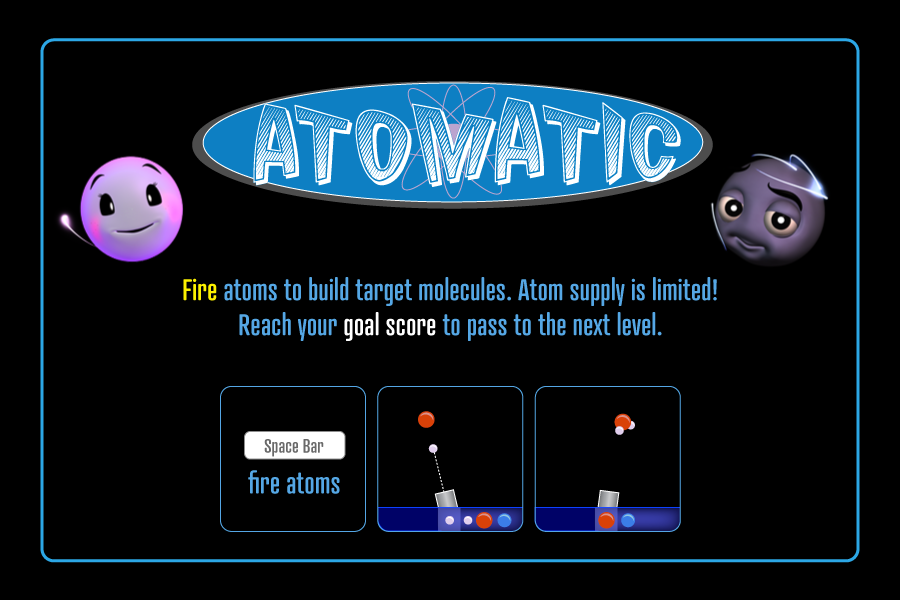 ATOMATIC
Fire atoms to build target molecules. Atom supply is limited!
Reach your goal score to pass to the next level.
Space Bar
fire atoms